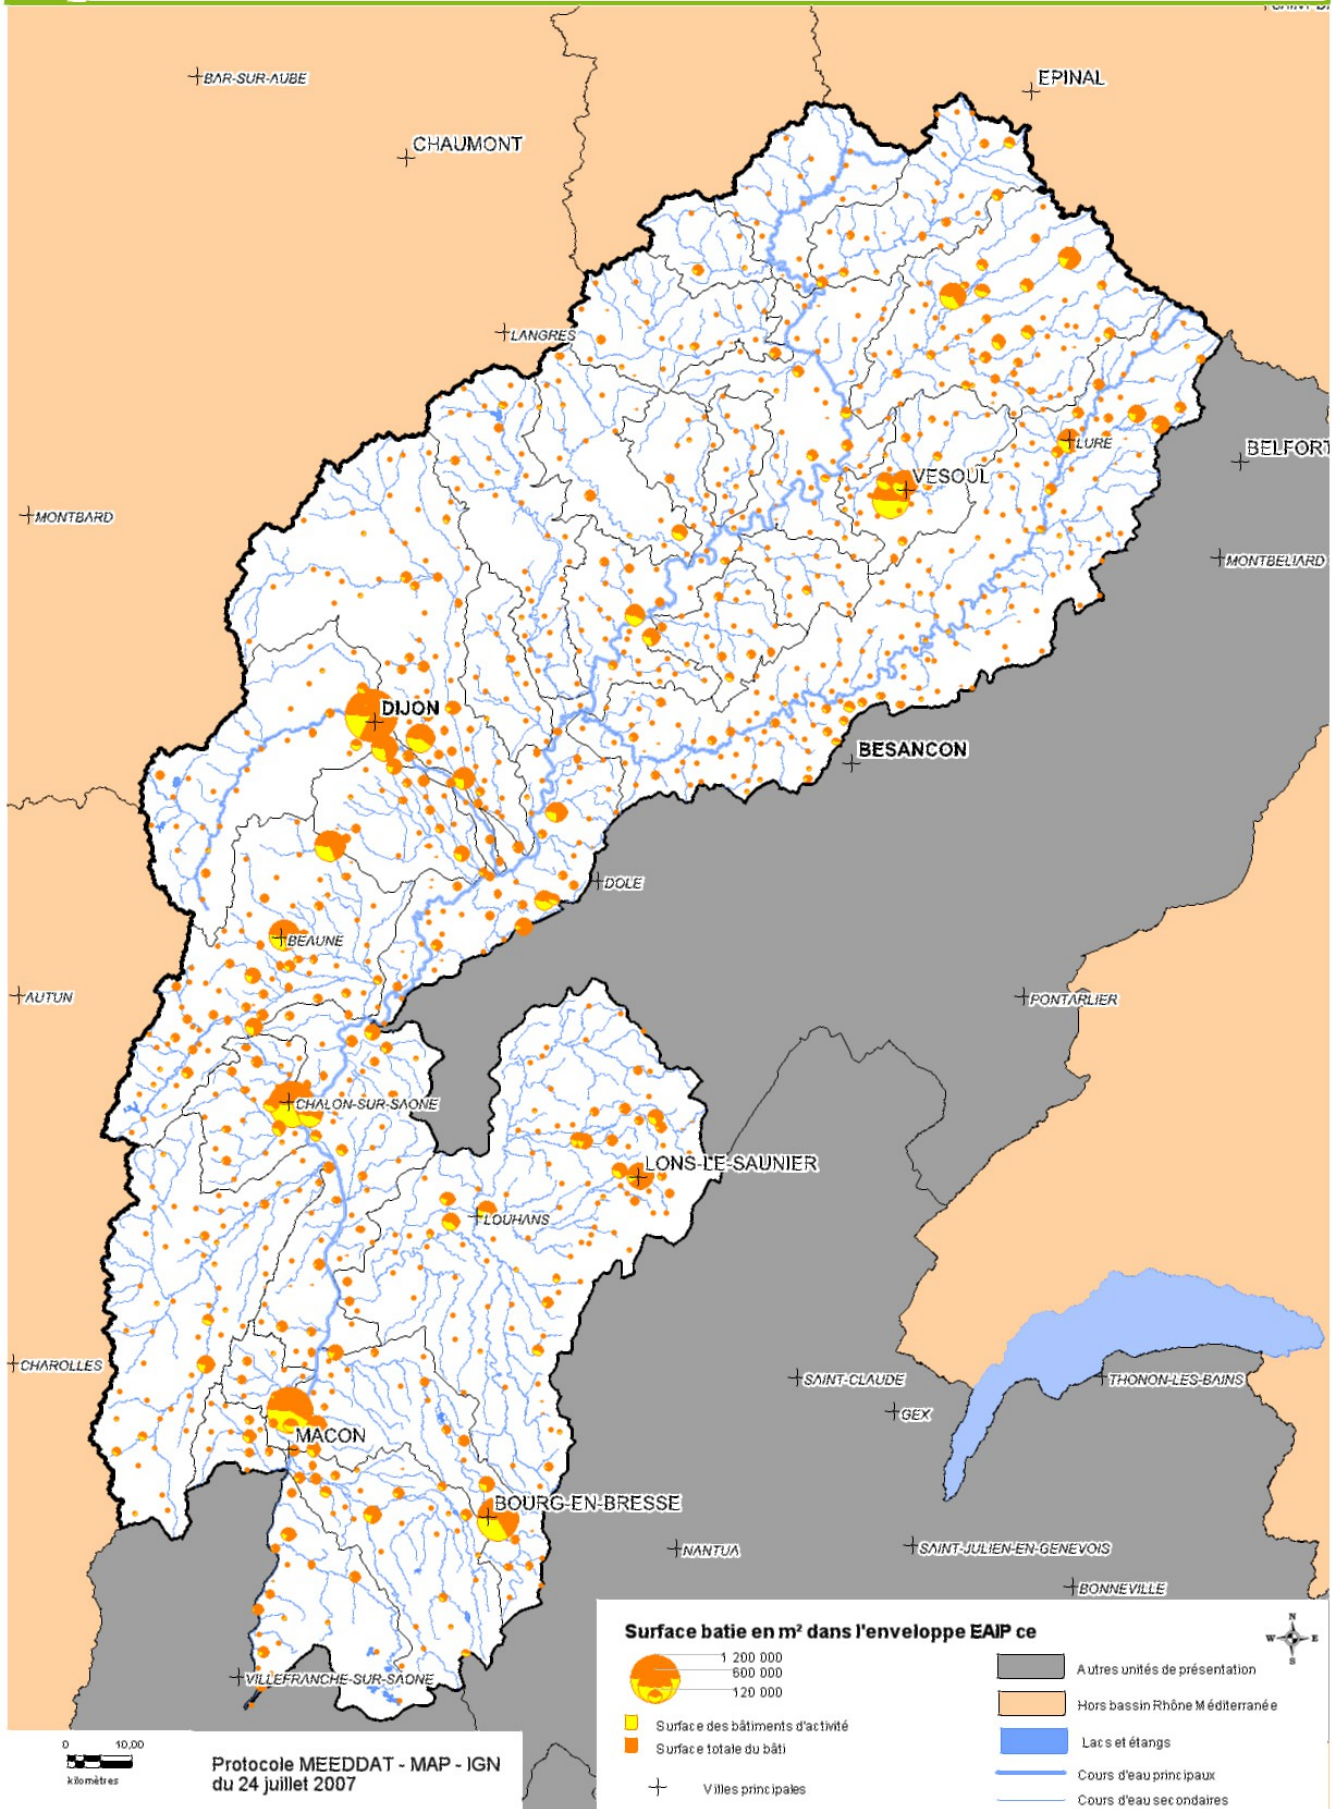 BAR-SUR-AUBE
EPINAL
CHAUMONT
LANGRES
LURE
BELFORT
VESOUL
MONTBARD
MONTBELIARD
DIJON
BESANCON
DOLE
BEAUNE
AUTUN
PONTARLIER
CHALON-SUR-SAONE
LONS-LE-SAUNIER
LOUHANS
CHAROLLES
SAINT-CLAUDE
THONON-LES-BAINS
GEX
MACON
BOURG-EN-BRESSE
NANTUA
SAINT-JULIEN-EN-GENEVOIS
BONNEVILLE
VILLEFRANCHE-SUR-SAONE
Surface batie en m² dans l'enveloppe EAIP ce
1 200 000
600 000
120 000
Surface des bâtiments d'activité
Surface totale du bâti
Villes principales
N
W E
S
Autres unités de présentation
Hors bassin Rhône Méditerranée
Lacs et étangs
Cours d'eau principaux
Cours d'eau secondaires
0 10,00
kilomètres
Protocole MEEDDAT - MAP - IGN
du 24 juillet 2007